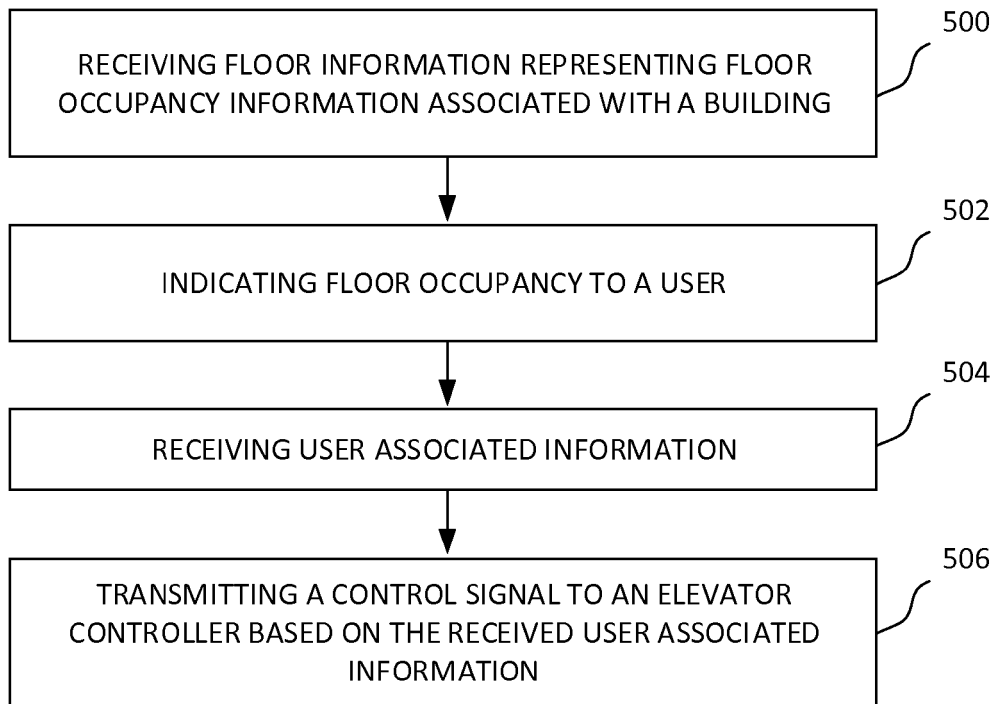 500
RECEIVING FLOOR INFORMATION REPRESENTING FLOOR
OCCUPANCY INFORMATION ASSOCIATED WITH A BUILDING
502
INDICATING FLOOR OCCUPANCY TO A USER
504
RECEIVING USER ASSOCIATED INFORMATION
506
TRANSMITTING A CONTROL SIGNAL TO AN ELEVATOR
CONTROLLER BASED ON THE RECEIVED USER ASSOCIATED
INFORMATION